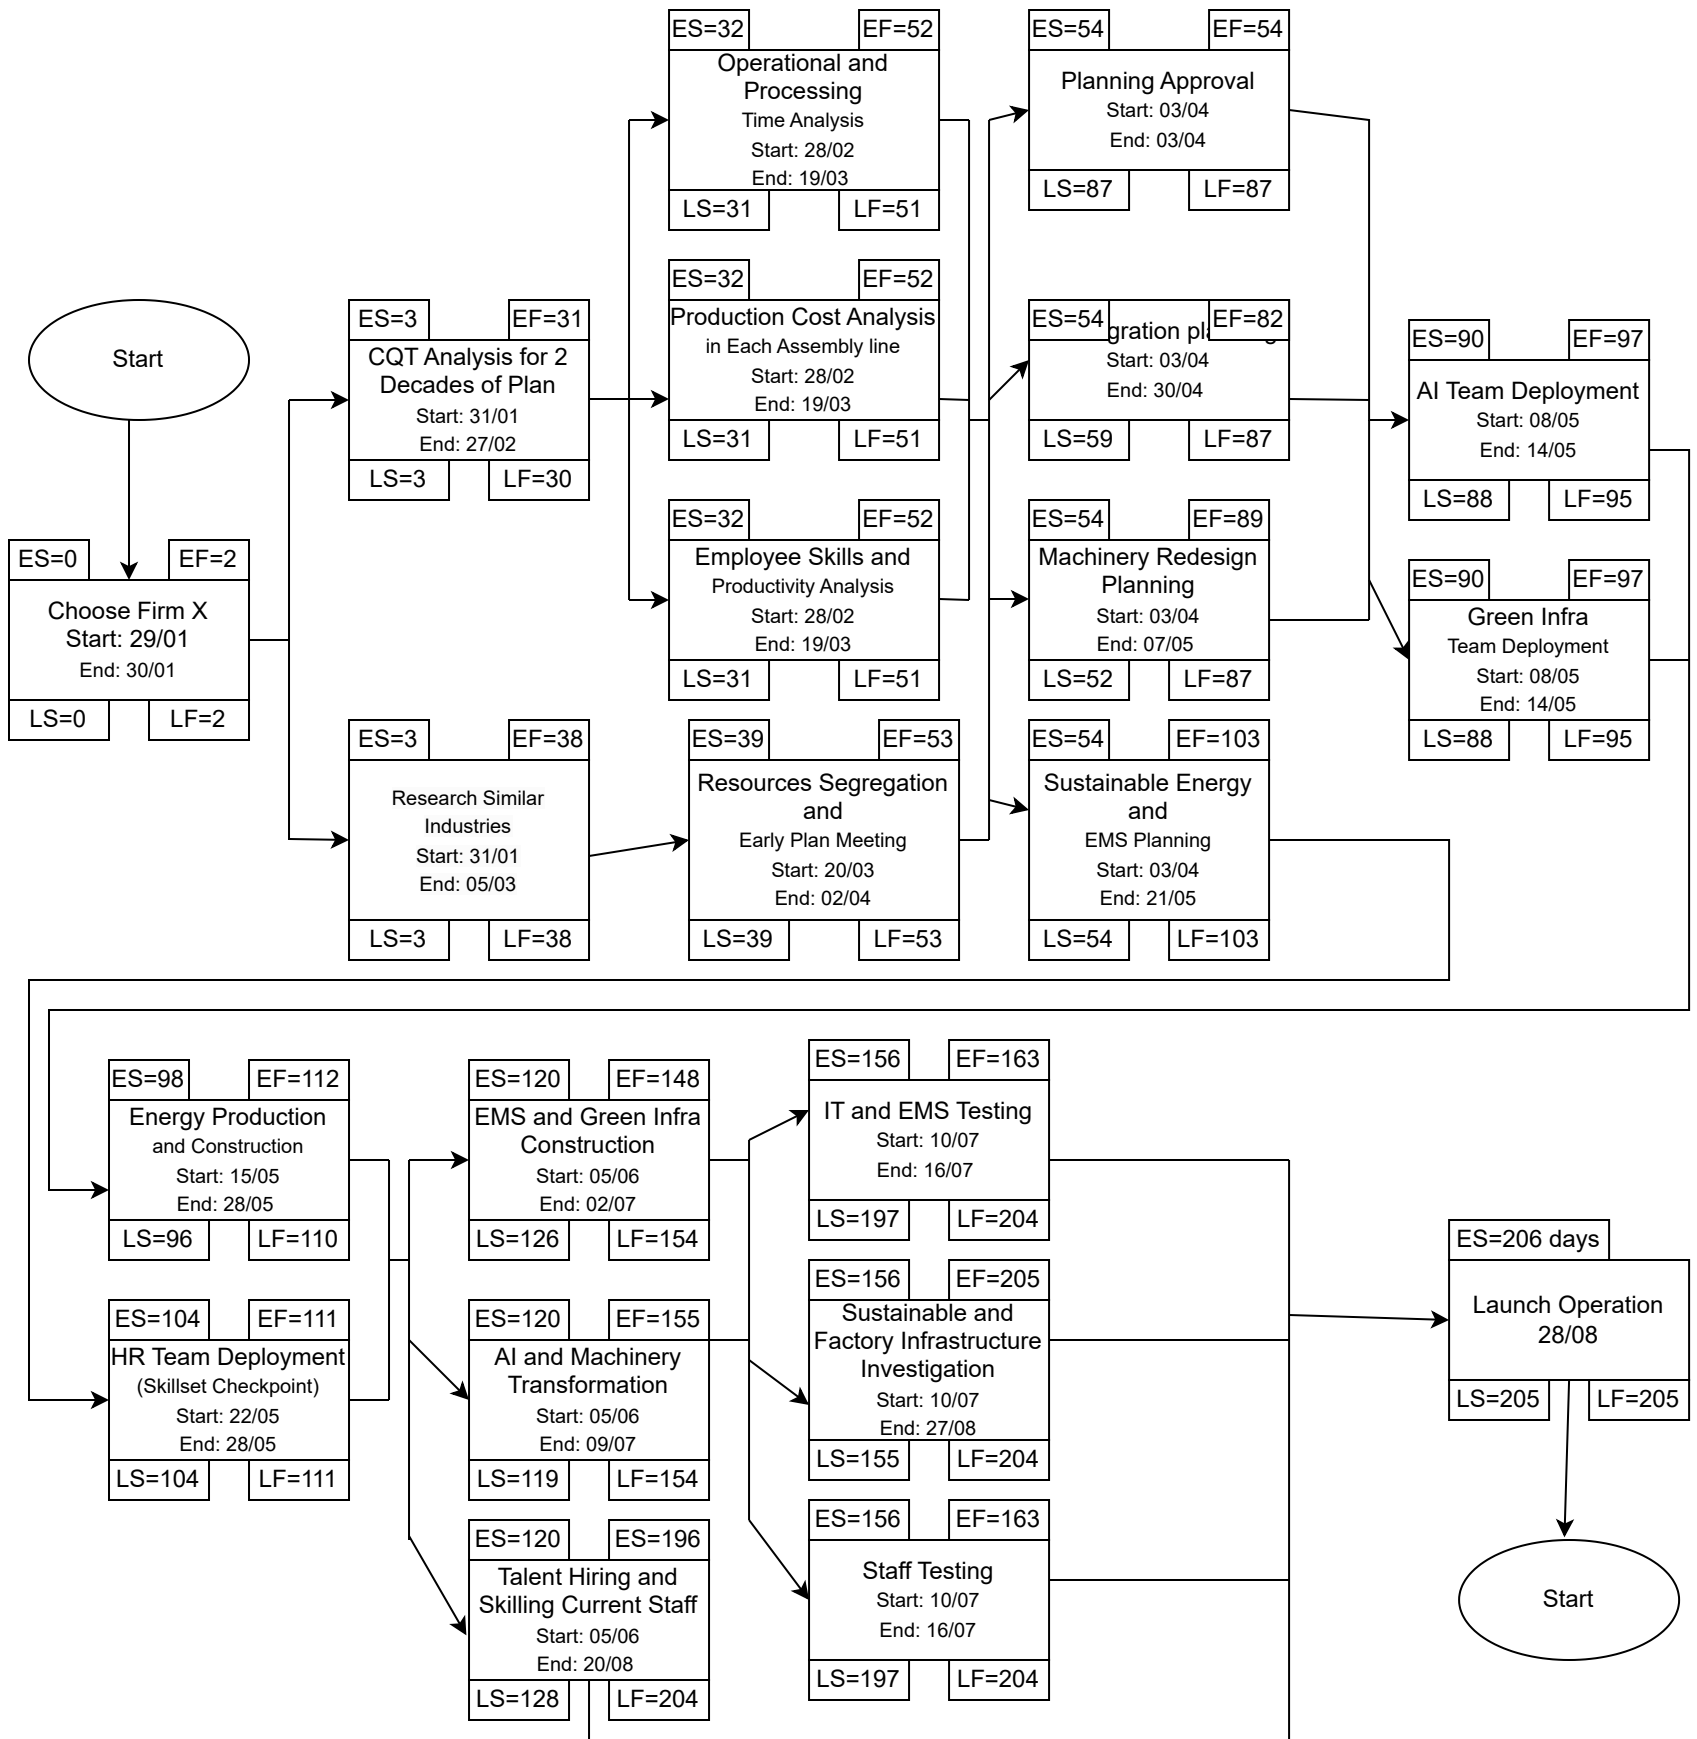 Start
ES=0
EF=2
Choose Firm X
Start: 29/01
End: 30/01
LS=0
LF=2
ES=3
EF=31
CQT Analysis for 2
Decades of Plan
Start: 31/01
End: 27/02
LS=3
LF=30
ES=3
EF=38
Research Similar
Industries
Start: 31/01
End: 05/03
LS=3
LF=38
ES=32
EF=52
Operational and
Processing
Time Analysis
Start: 28/02
End: 19/03
LS=31
LF=51
ES=32
EF=52
Production Cost Analysis
in Each Assembly line
Start: 28/02
End: 19/03
LS=31
LF=51
ES=32
EF=52
Employee Skills and
Productivity Analysis
Start: 28/02
End: 19/03
LS=31
LF=51
ES=39
EF=53
Resources Segregation
and
Early Plan Meeting
Start: 20/03
End: 02/04
LS=39
LF=53
ES=54
EF=54
Planning Approval
Start: 03/04
End: 03/04
LS=87
LF=87
ES=54
EF=82
Start: 03/04
End: 30/04
LS=59
LF=87
ES=54
EF=89
Machinery Redesign
Planning
Start: 03/04
End: 07/05
LS=52
LF=87
ES=54
EF=103
Sustainable Energy
and
EMS Planning
Start: 03/04
End: 21/05
LS=54
LF=103
ES=90
EF=97
AI Team Deployment
Start: 08/05
End: 14/05
LS=88
LF=95
ES=90
EF=97
Green Infra
Team Deployment
Start: 08/05
End: 14/05
LS=88
LF=95
ES=98
EF=112
Energy Production
and Construction
Start: 15/05
End: 28/05
LS=96
LF=110
ES=104
EF=111
HR Team Deployment
(Skillset Checkpoint)
Start: 22/05
End: 28/05
LS=104
LF=111
ES=120
EF=148
EMS and Green Infra
Construction
Start: 05/06
End: 02/07
LS=126
LF=154
ES=120
EF=155
AI and Machinery
Transformation
Start: 05/06
End: 09/07
LS=119
LF=154
ES=120
ES=196
Talent Hiring and
Skilling Current Staff
Start: 05/06
End: 20/08
LS=128
LF=204
ES=156
EF=163
IT and EMS Testing
Start: 10/07
End: 16/07
LS=197
LF=204
ES=156
EF=205
Sustainable and
Factory Infrastructure
Investigation
Start: 10/07
End: 27/08
LS=155
LF=204
ES=156
EF=163
Staff Testing
Start: 10/07
End: 16/07
LS=197
LF=204
ES=206 days
Launch Operation
28/08
LS=205
LF=205
Start